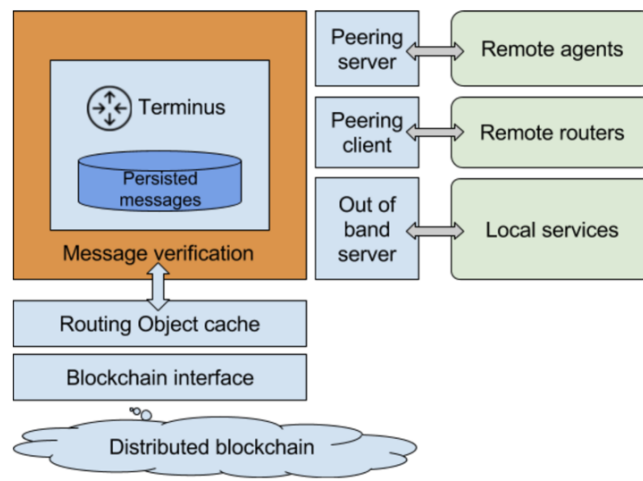 Terminus
Persisted
messages
Message verification
Routing Object cache
Blockchain interface
Distributed blockchain
Peering
server
Remote agents
Peering
client
Remote routers
Out of
band
server
Local services